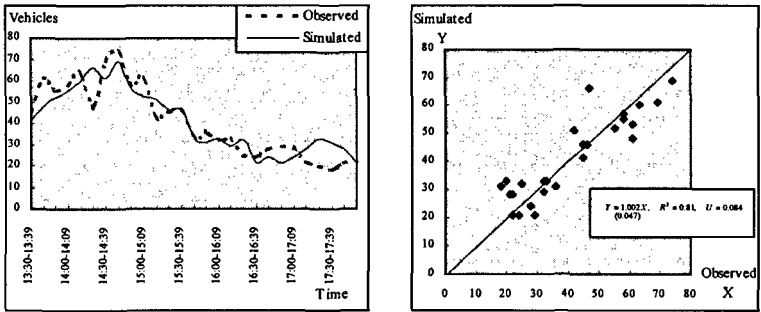 Vehicles
Observed
Simulated
80
70
60
50
40
30
20
10
0
13:30-13:39
14:00-14:09
14:30-14:39
15:00-15:09
15:30-15:39
16:00-16:09
16:30-16:39
17:00-17:09
17:30-17:39
Time
Simulated
Y
80
70
60
50
40
30
20
10
0
Y = 1.002X, R² = 0.81, U = 0.084
(0.047)
0 10 20 30 40 50 60 70 80
Observed
X